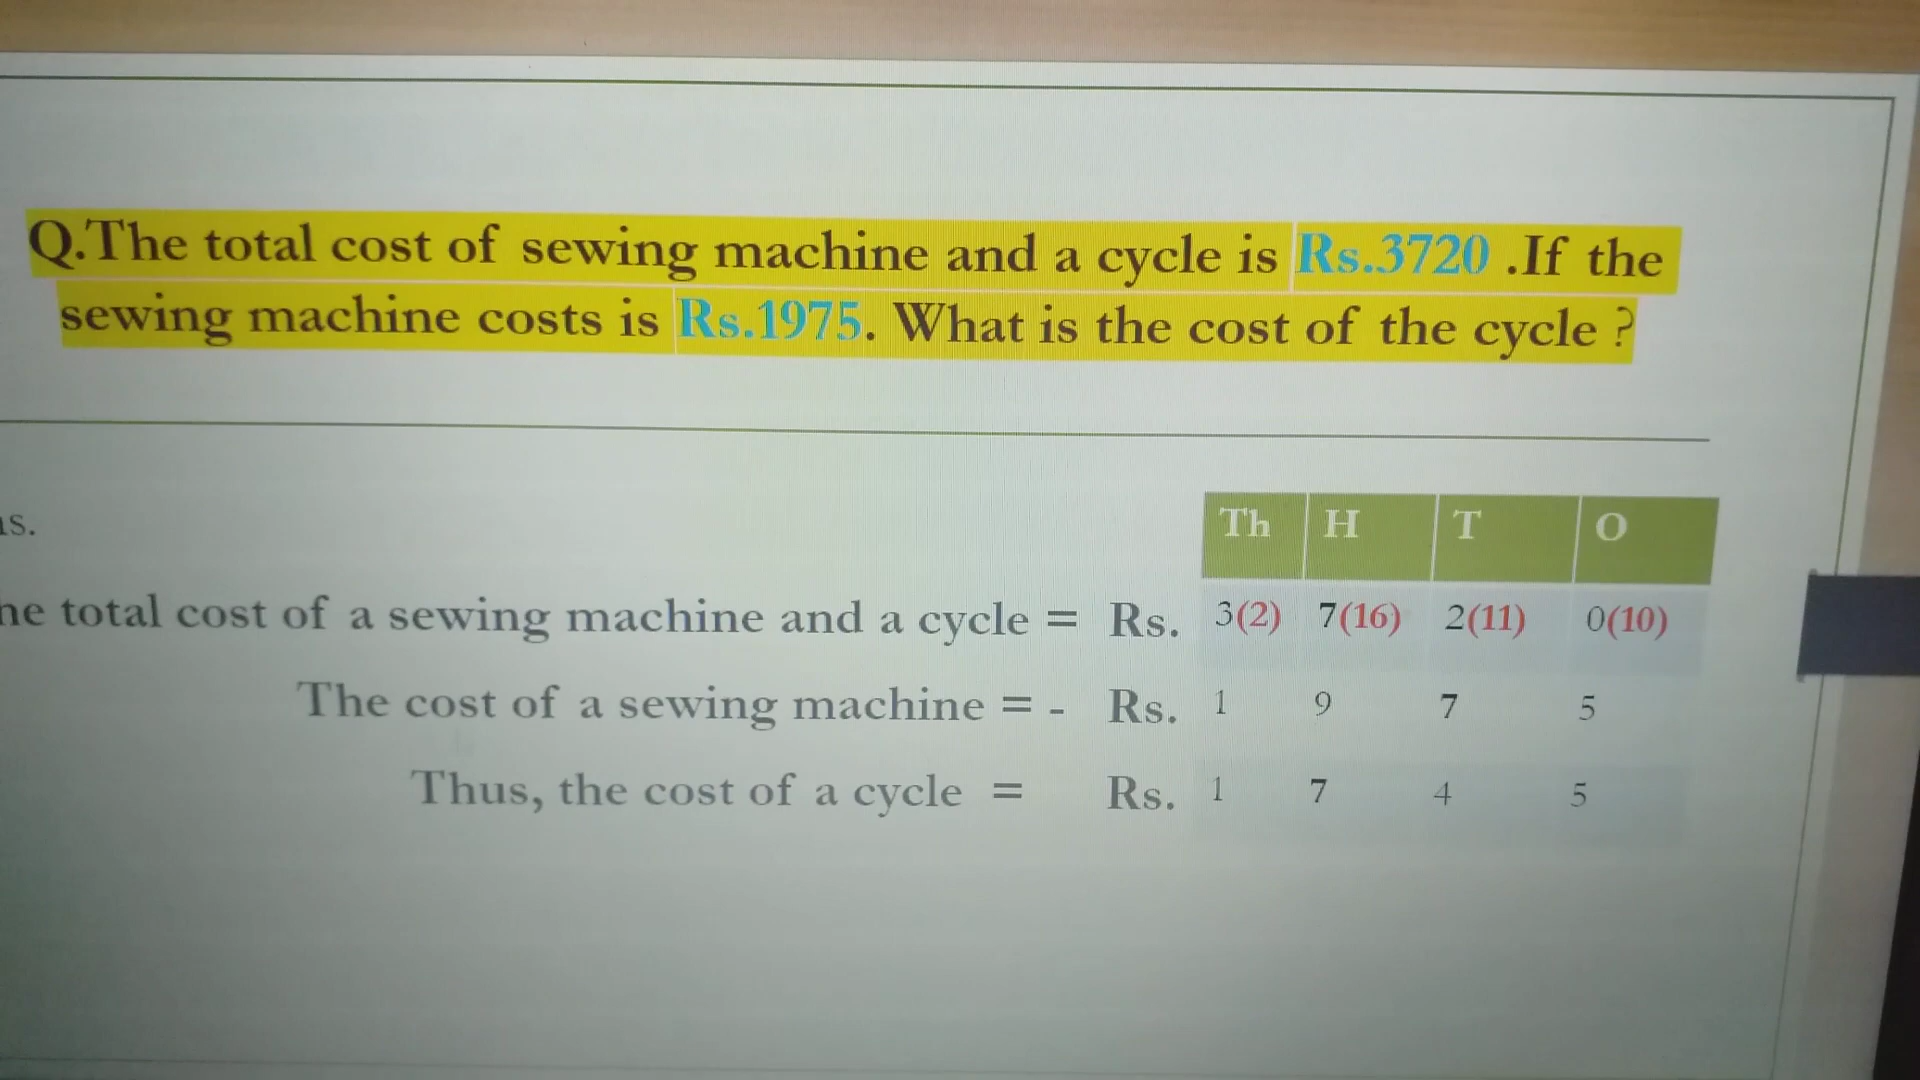 Q.The total cost of sewing machine and a cycle is Rs.3720 .If the
sewing machine costs is Rs.1975. What is the cost of the cycle ?
Th H T O
total cost of a sewing machine and a cycle = Rs. 3(2) 7(16) 2(11) 0(10)
The cost of a sewing machine = - Rs. 1 9 7 5
Thus, the cost of a cycle = Rs. 1 7 4 5